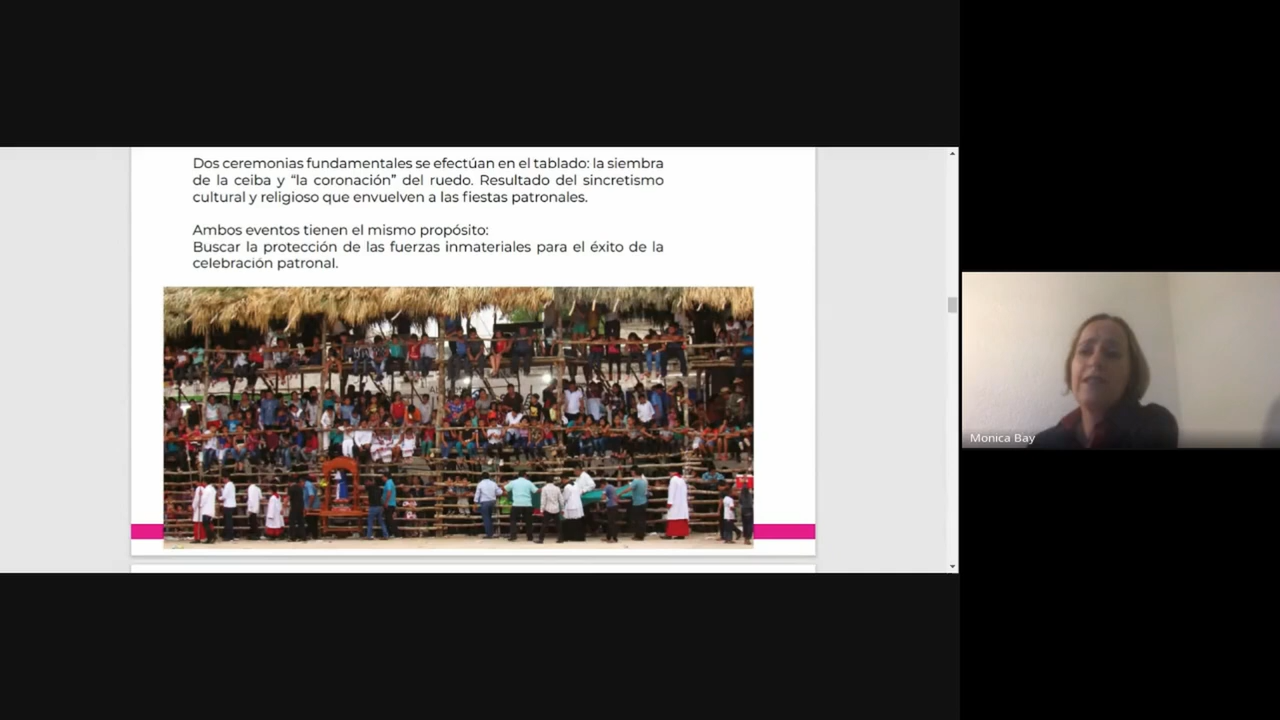 Dos ceremonias fundamentales se efectúan en el tablado: la siembra
de la ceiba y “la coronación” del ruedo. Resultado del sincretismo
cultural y religioso que envuelven a las fiestas patronales.
Ambos eventos tienen el mismo propósito:
Buscar la protección de las fuerzas inmateriales para el éxito de la
celebración patronal.
Monica Bay